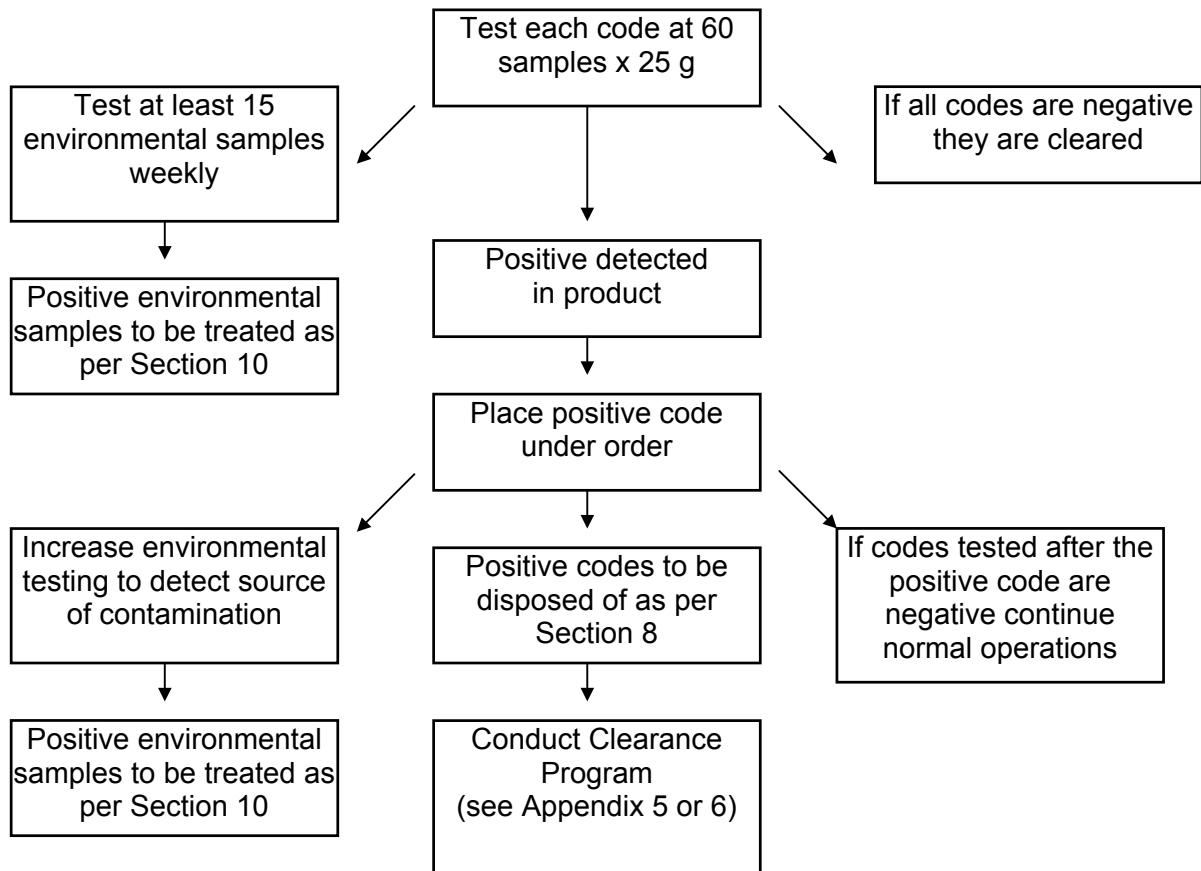 Test each code at 60
samples x 25 g
Test at least 15
environmental samples
weekly
If all codes are negative
they are cleared
Positive environmental
samples to be treated as
per Section 10
Positive detected
in product
Place positive code
under order
Increase environmental
testing to detect source
of contamination
Positive codes to be
disposed of as per
Section 8
If codes tested after the
positive code are
negative continue
normal operations
Positive environmental
samples to be treated as
per Section 10
Conduct Clearance
Program
(see Appendix 5 or 6)